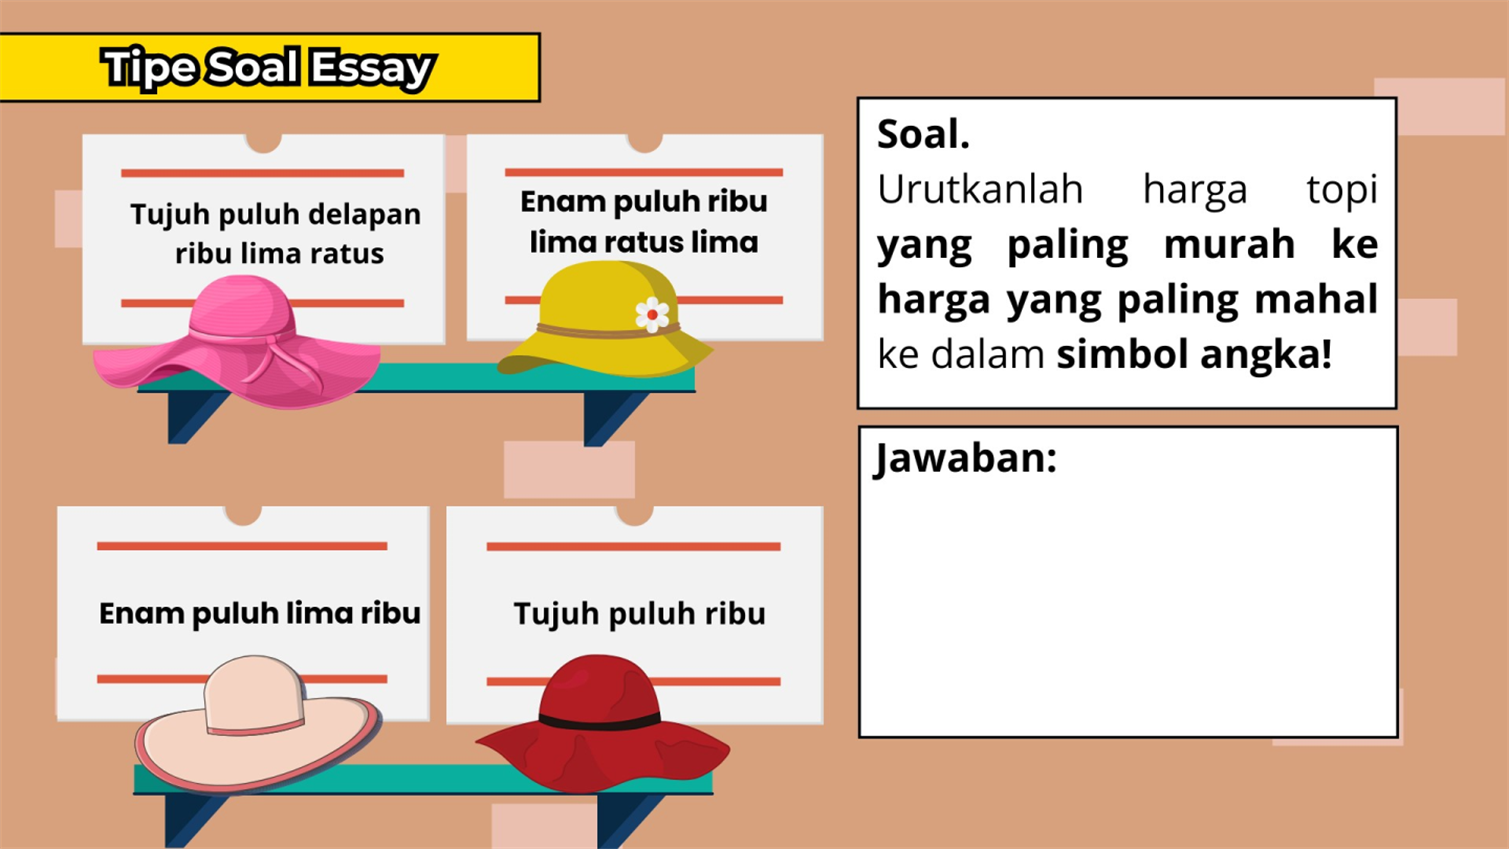 Tipe Soal Essay
Tujuh puluh delapan
ribu lima ratus
Enam puluh ribu
lima ratus lima
Enam puluh lima ribu
Tujuh puluh ribu
Soal.
Urutkanlah harga topi
yang paling murah ke
harga yang paling mahal
ke dalam simbol angka!
Jawaban: